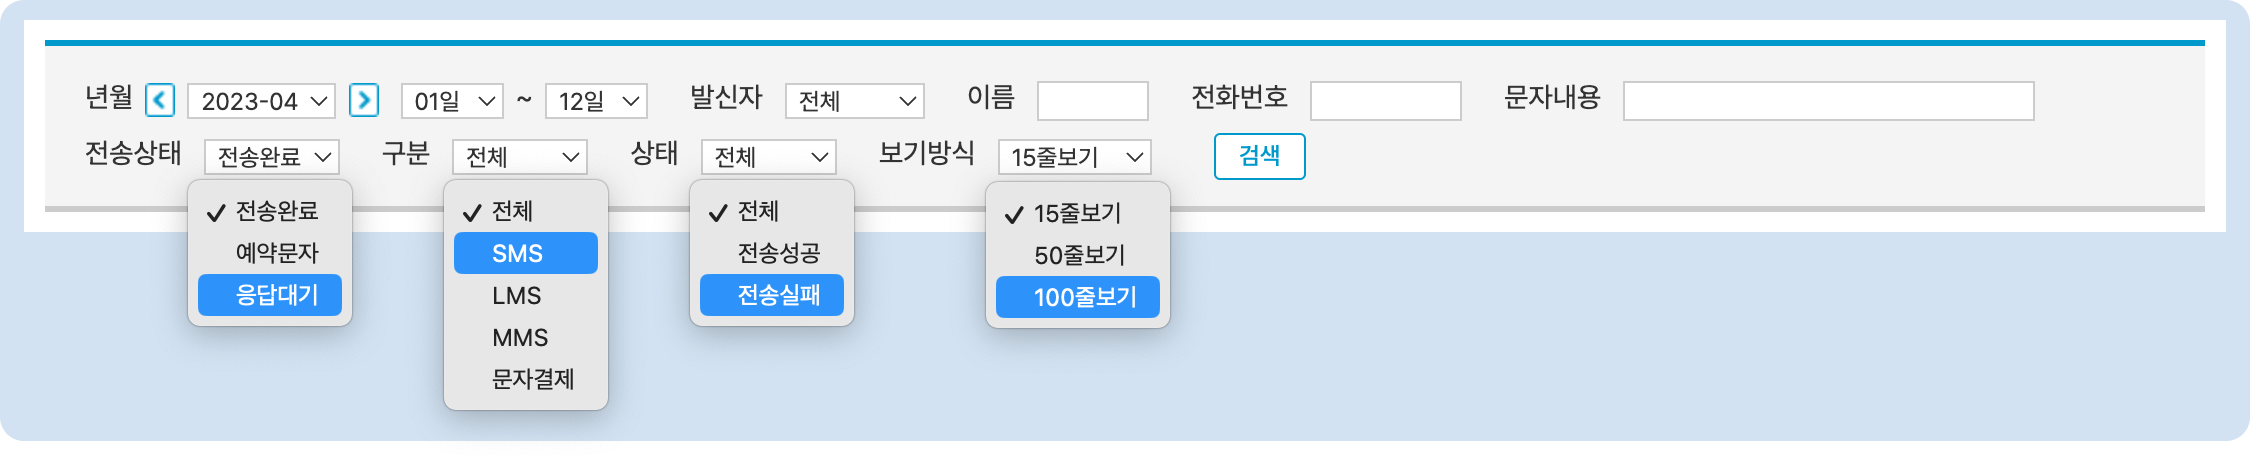 년월 2023-04 01일 ~ 12일 발신자 전체 이름 전화번호 문자내용
전송상태 전송완료 구분 전체 상태 전체 보기방식 15줄보기 검색
전송완료
예약문자
응답대기
전체
SMS
LMS
MMS
문자결제
전체
전송성공
전송실패
15줄보기
50줄보기
100줄보기